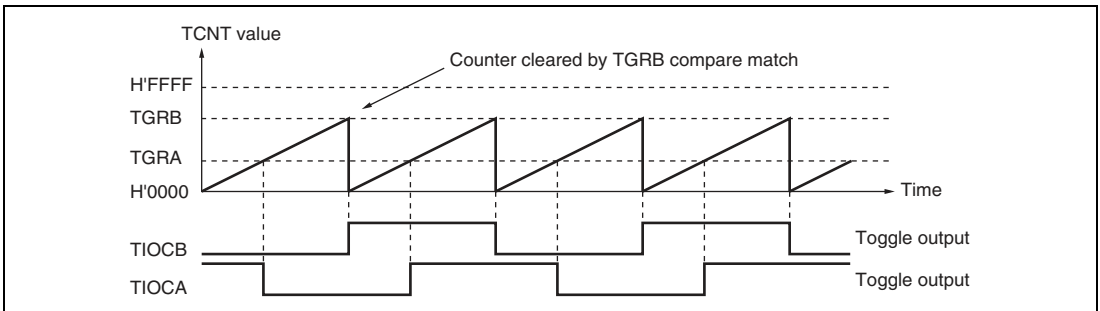 TCNT value
Counter cleared by TGRB compare match
H'FFFF
TGRB
TGRA
H'0000
Time
TIOCB
Toggle output
TIOCA
Toggle output